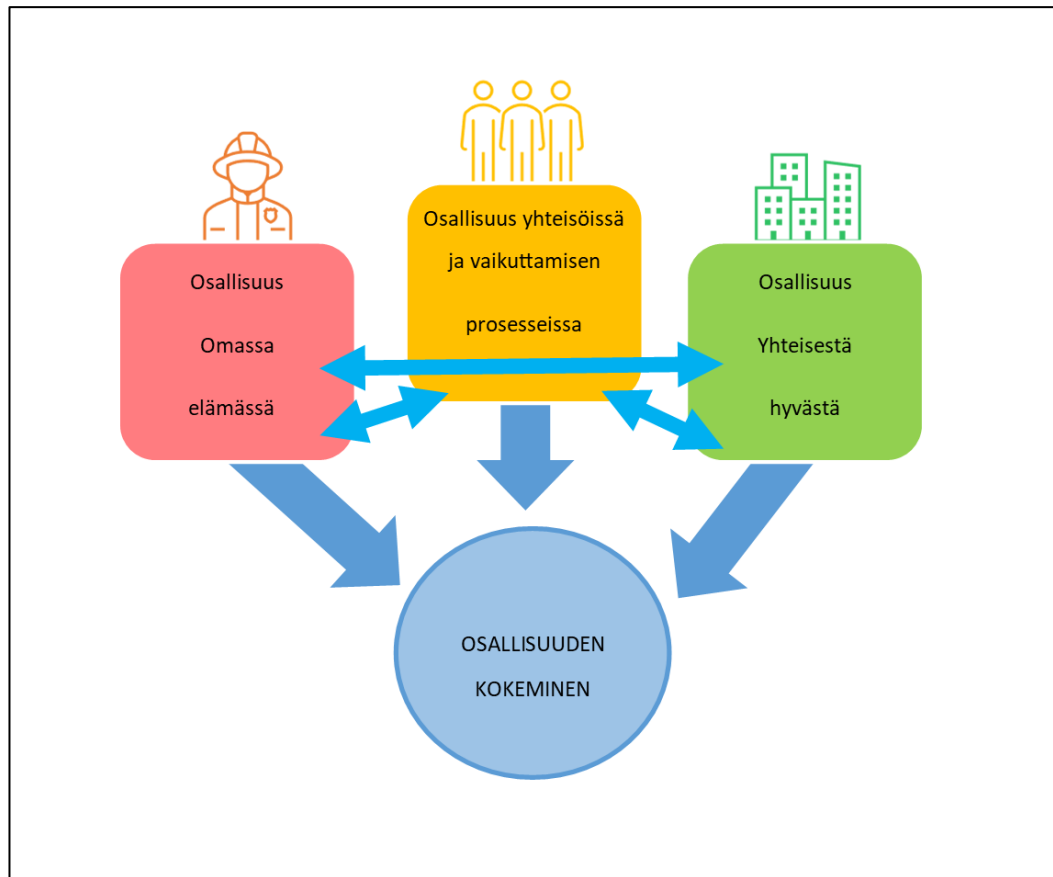 Osallisuus
Omassa
elämässä
Osallisuus yhteisöissä
ja vaikuttamisen
prosesseissa
Osallisuus
Yhteisestä
hyvästä
OSALLISUUDEN
KOKEMINEN